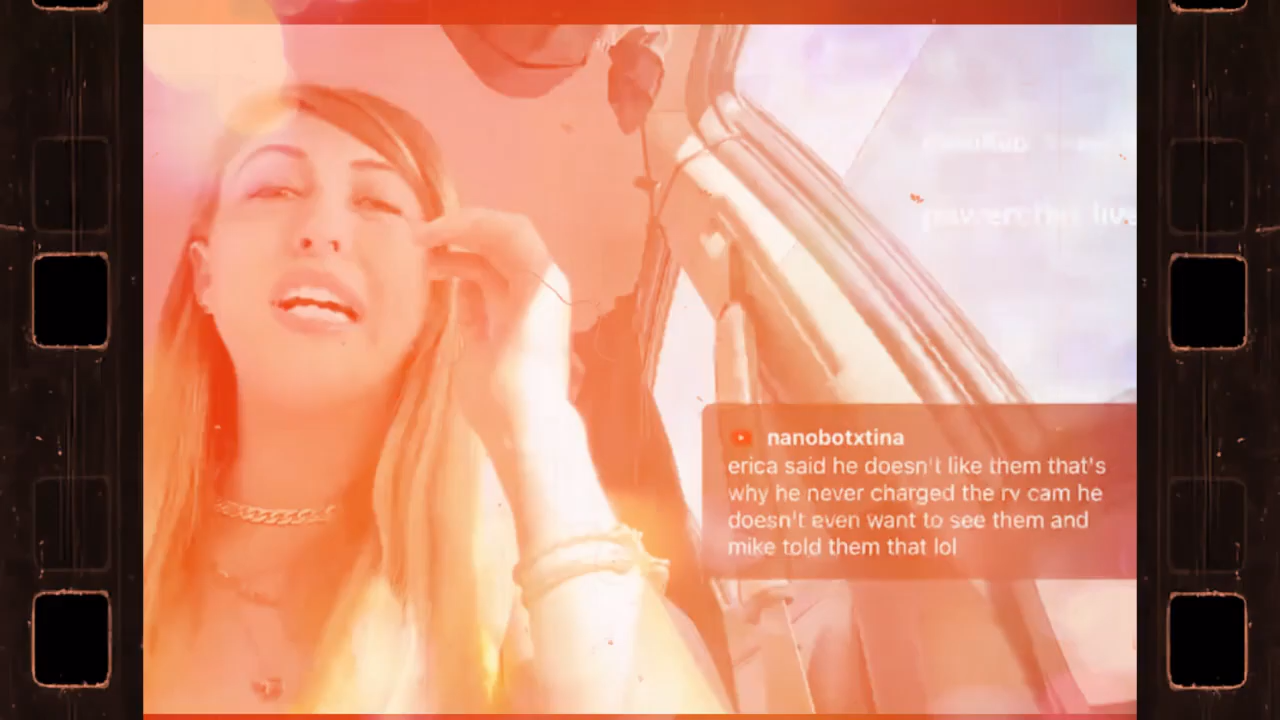 live
nanobotxtina
erica said he doesn't like them that's
why he never charged the rv cam he
doesn't even want to see them and
mike told them that lol